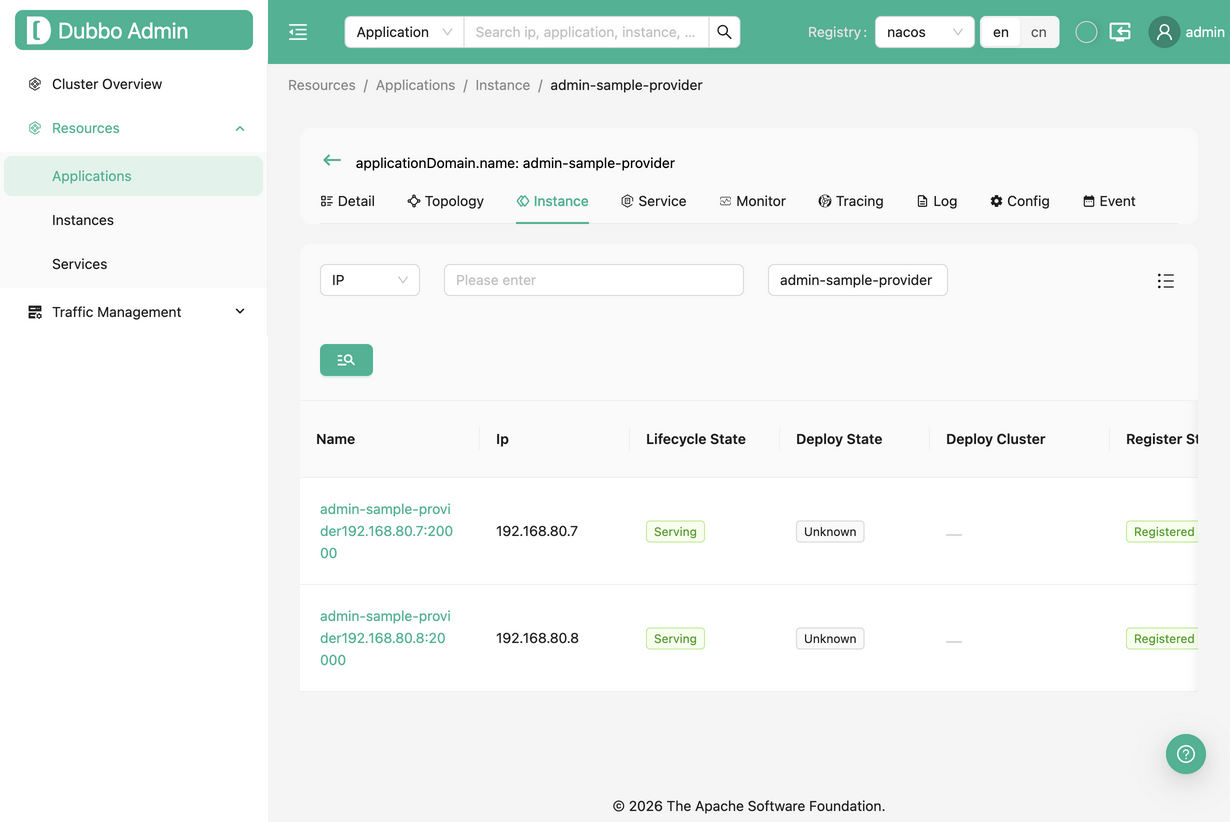 Dubbo Admin
Application
Search ip, application, instance, ...
Registry :
nacos
en
cn
admin
Cluster Overview
Resources
Applications
Instances
Services
Traffic Management
Resources / Applications / Instance / admin-sample-provider
applicationDomain.name: admin-sample-provider
Detail
Topology
Instance
Service
Monitor
Tracing
Log
Config
Event
IP
Please enter
admin-sample-provider
Name
Ip
Lifecycle State
Deploy State
Deploy Cluster
Register St
admin-sample-provi
der192.168.80.7:200
00
192.168.80.7
Serving
Unknown
Registered
admin-sample-provi
der192.168.80.8:20
000
192.168.80.8
Serving
Unknown
Registered
© 2026 The Apache Software Foundation.